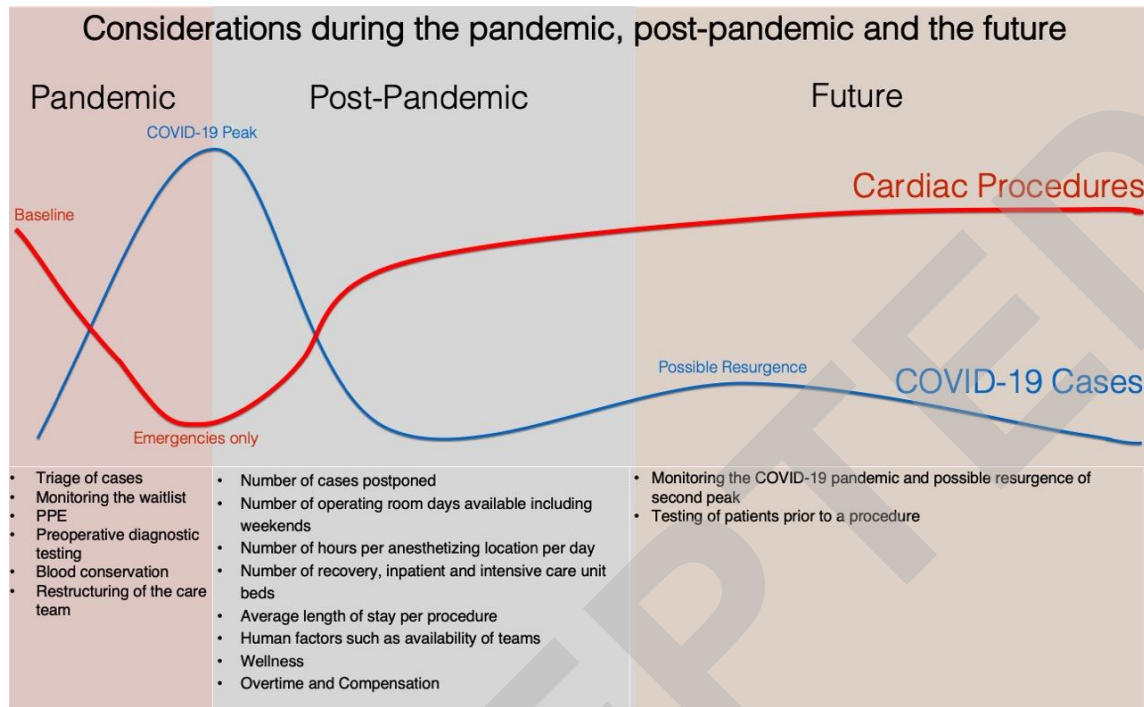 Considerations during the pandemic, post-pandemic and the future
Pandemic
Post-Pandemic
Future
COVID-19 Peak
Baseline
Cardiac Procedures
Possible Resurgence
COVID-19 Cases
Emergencies only
• Triage of cases
• Monitoring the waitlist
• PPE
• Preoperative diagnostic
testing
• Blood conservation
• Restructuring of the care
team
• Number of cases postponed
• Number of operating room days available including
weekends
• Number of hours per anesthetizing location per day
• Number of recovery, inpatient and intensive care unit
beds
• Average length of stay per procedure
• Human factors such as availability of teams
• Wellness
• Overtime and Compensation
• Monitoring the COVID-19 pandemic and possible resurgence of
second peak
• Testing of patients prior to a procedure
EPTED